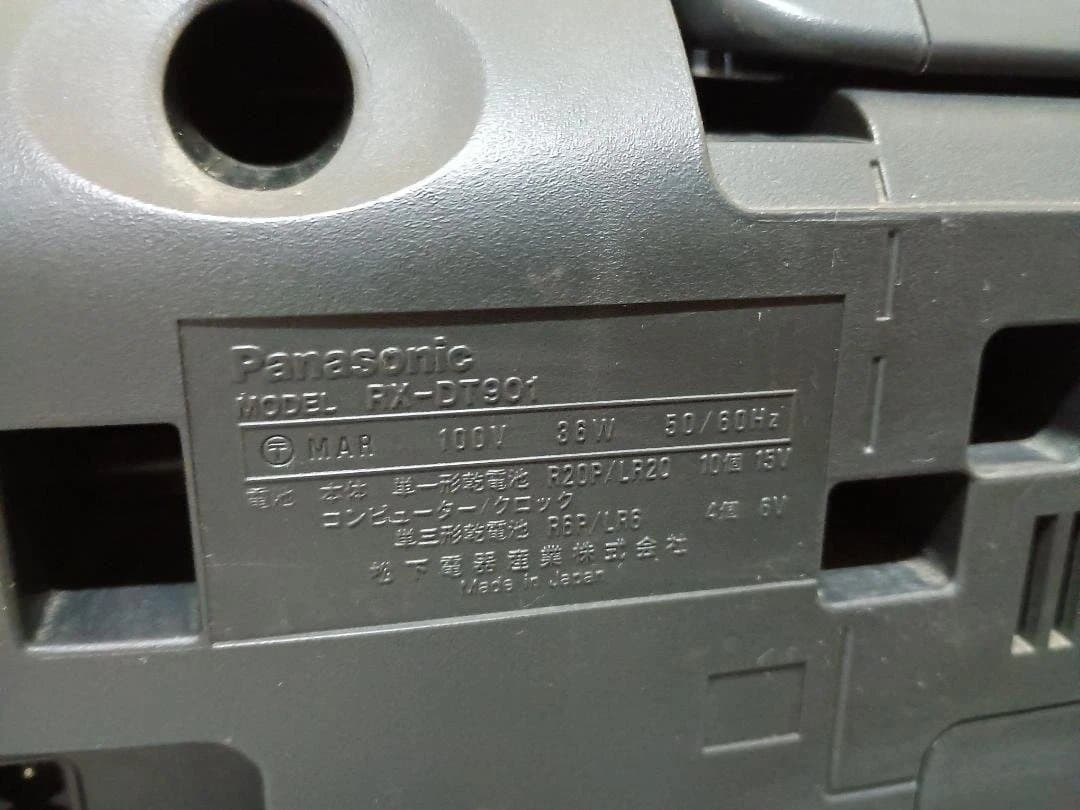 Panasonic
MODEL RX-DT901
〒 MAR 100V 36W 50/60Hz
電池 本体 単一形乾電池 R20P/LR20 10個 15V
コンピューター/クロック
単三形乾電池 R6P/LR6 4個 6V
松下電器産業株式会社
Made in Japan